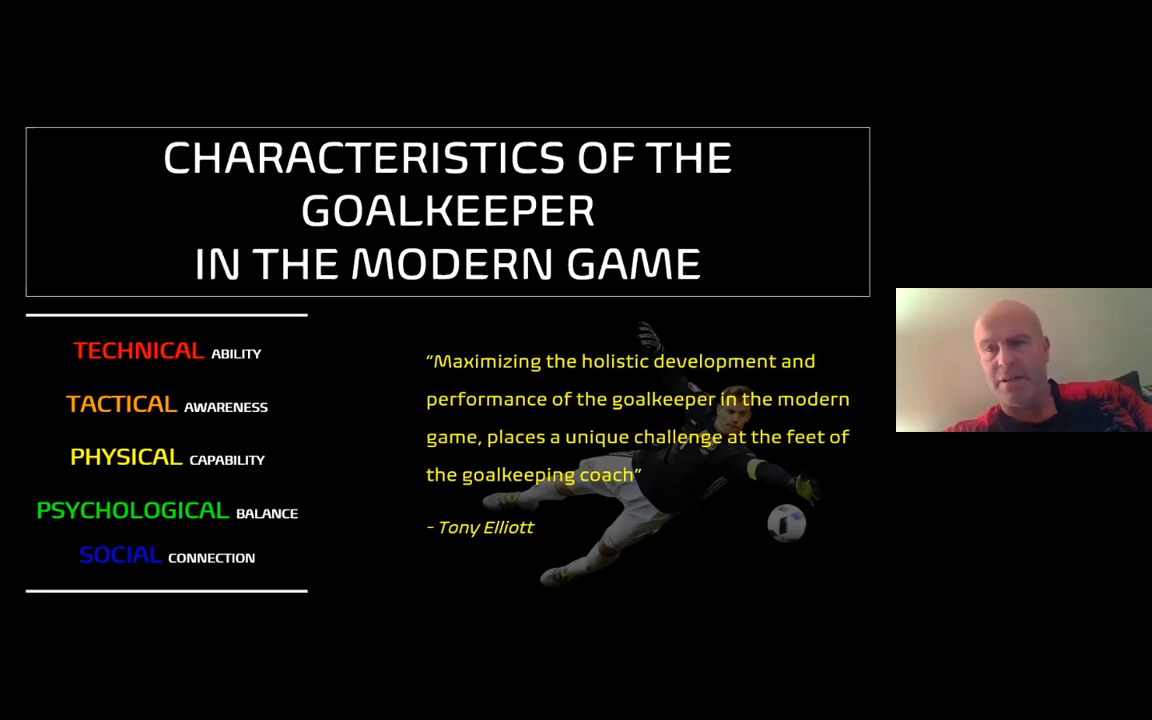 CHARACTERISTICS OF THE
GOALKEEPER
IN THE MODERN GAME
TECHNICAL ABILITY
TACTICAL AWARENESS
PHYSICAL CAPABILITY
PSYCHOLOGICAL BALANCE
SOCIAL CONNECTION
“Maximizing the holistic development and
performance of the goalkeeper in the modern
game, places a unique challenge at the feet of
the goalkeeping coach”
- Tony Elliott